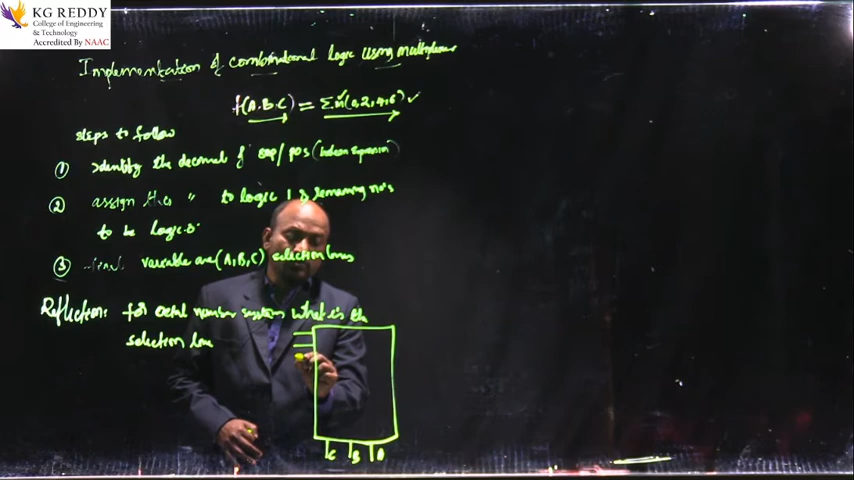 KG REDDY
College of Engineering
& Technology
Accredited By NAAC
Implementation of combinational logic using multiplexer
f(A.B.C) = Σm(0,2,4,6) ✓
steps to follow
① Identify the decimal of sop/pos (boolean Expression)
② assign this " to logic 1 & remaining no's
to be logic 0'
③ variable are (A,B,C) selection lines
Reflection: for octal number system what is the
selection line
C B A